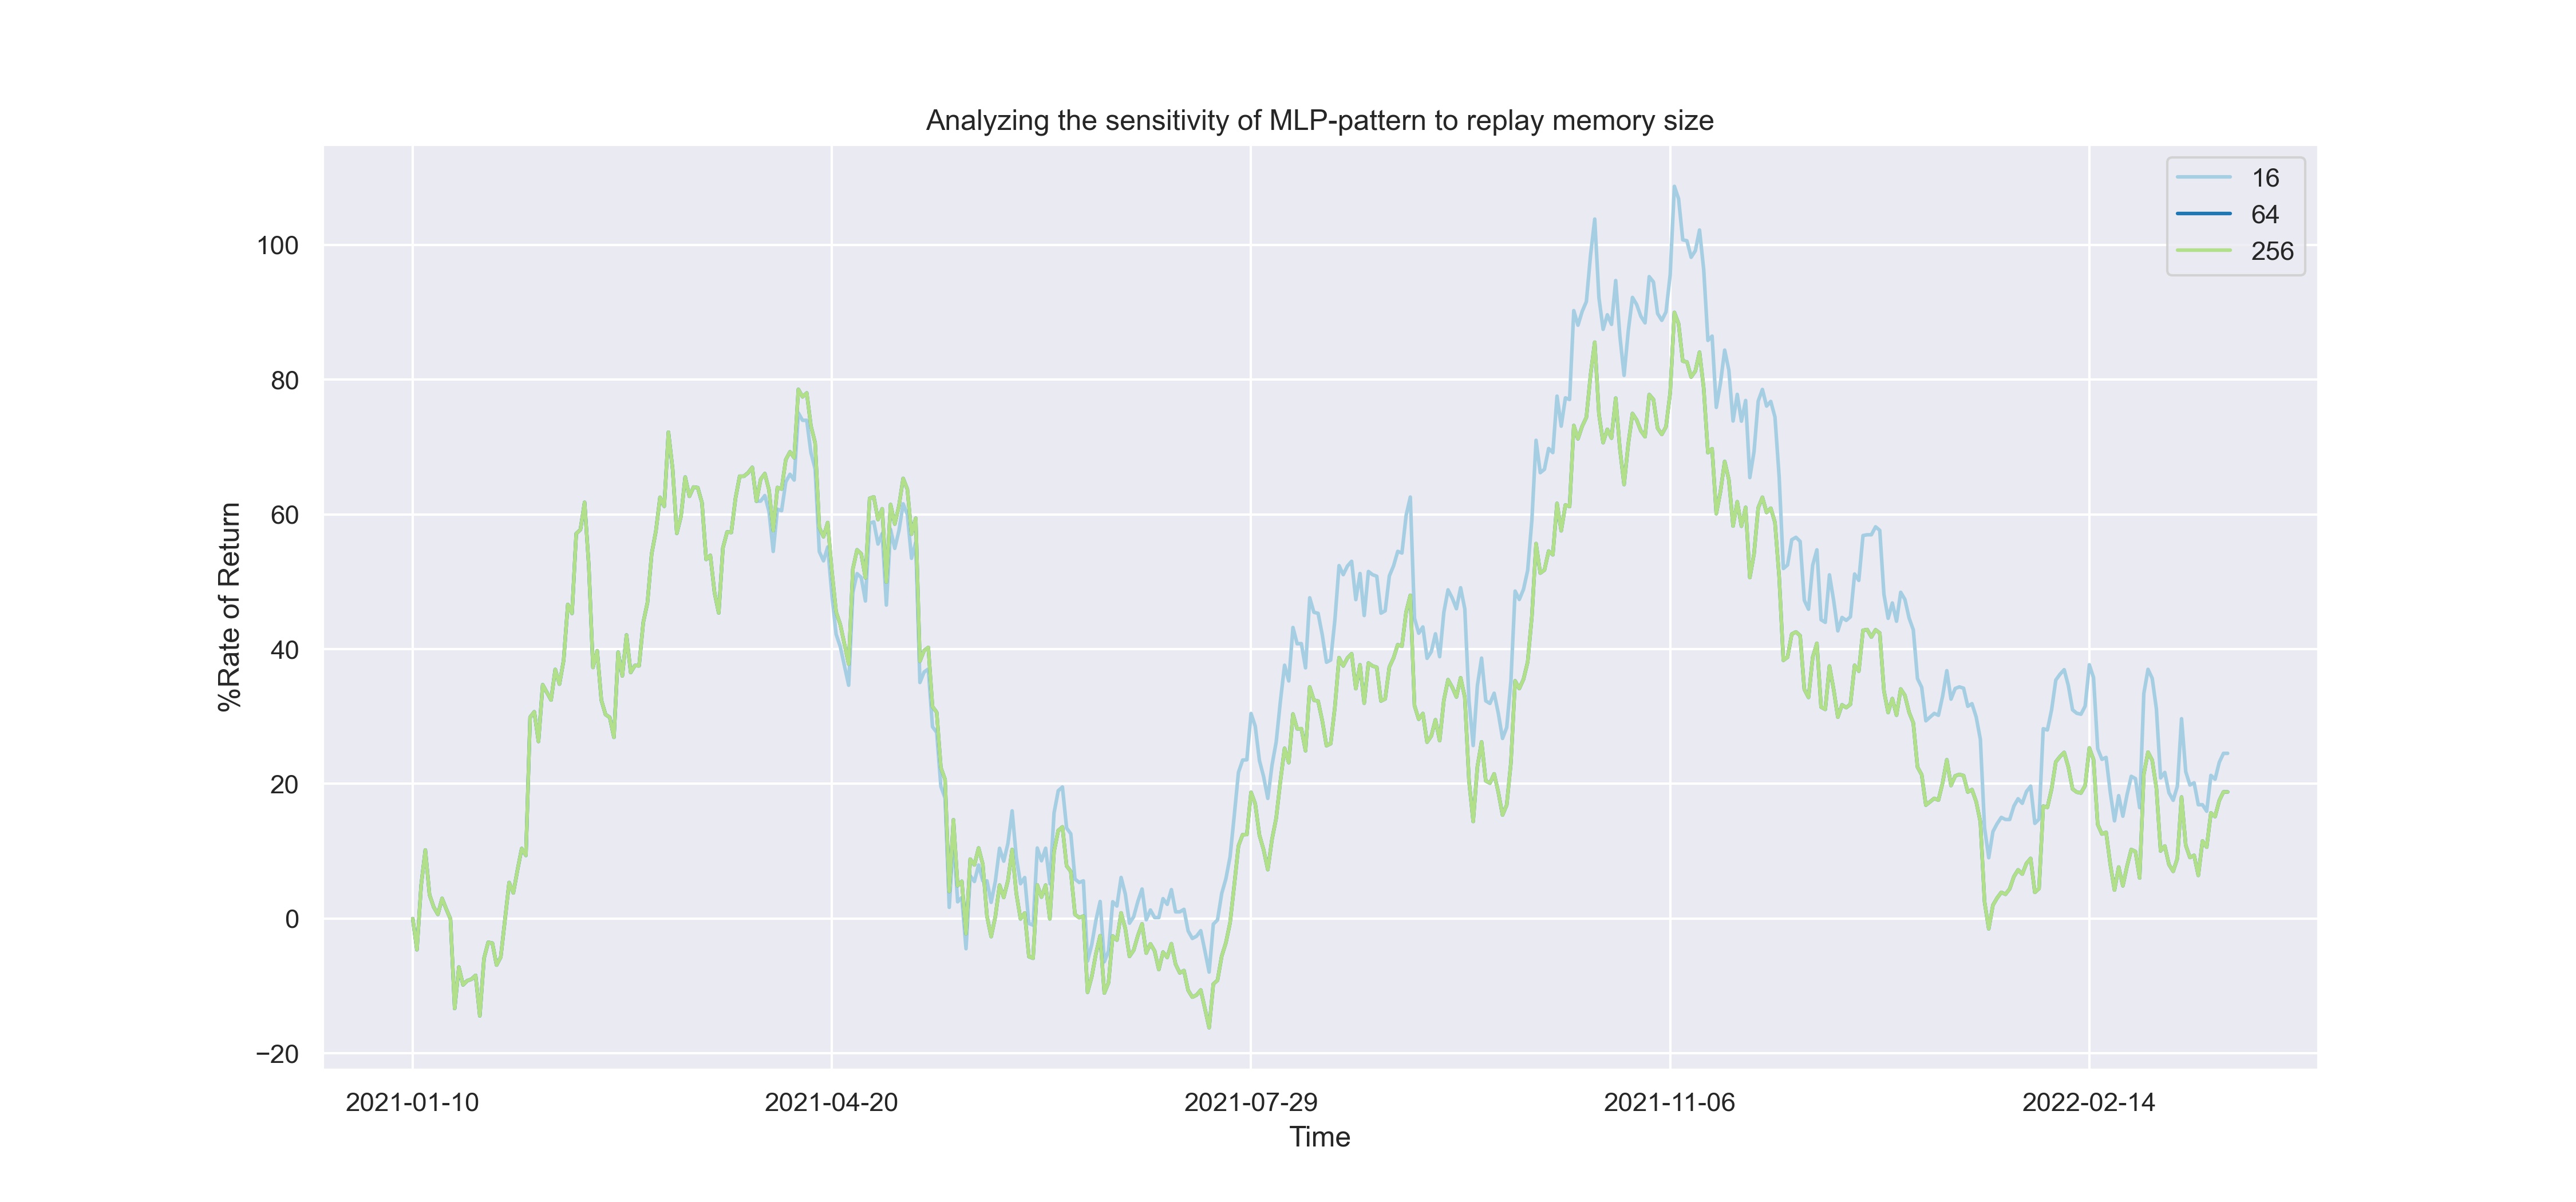 Analyzing the sensitivity of MLP-pattern to replay memory size
16
64
256
100
80
60
40
20
0
−20
%Rate of Return
2021-01-10 2021-04-20 2021-07-29 2021-11-06 2022-02-14
Time